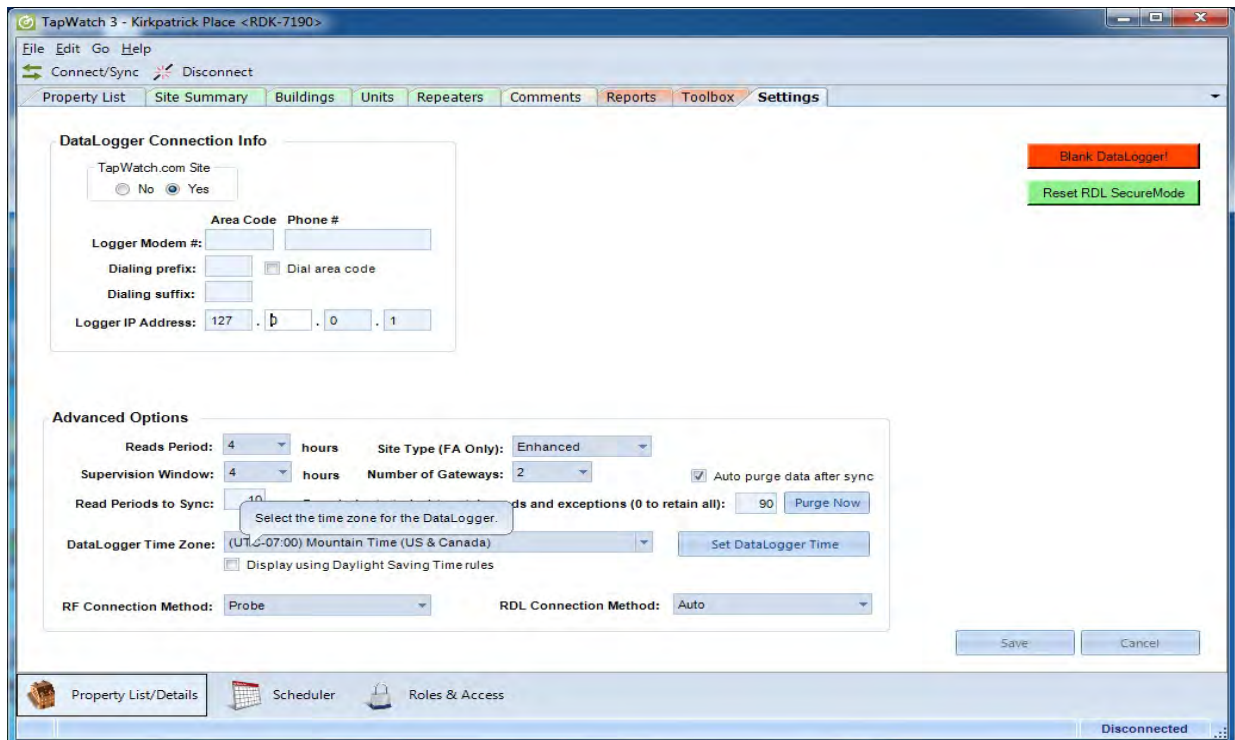 TapWatch 3 - Kirkpatrick Place <RDK-7190>
File Edit Go Help
Connect/Sync Disconnect
Property List Site Summary Buildings Units Repeaters Comments Reports Toolbox Settings
DataLogger Connection Info
Blank DataLogger!
TapWatch.com Site
No Yes
Reset RDL SecureMode
Area Code Phone #
Logger Modem #:
Dialing prefix: Dial area code
Dialing suffix:
Logger IP Address: 127 . 0 . 0 . 1
Advanced Options
Reads Period: 4 hours Site Type (FA Only): Enhanced
Supervision Window: 4 hours Number of Gateways: 2 Auto purge data after sync
Read Periods to Sync: 10 and exceptions (0 to retain all): 90 Purge Now
Select the time zone for the DataLogger.
DataLogger Time Zone: (UTC-07:00) Mountain Time (US & Canada) Set DataLogger Time
Display using Daylight Saving Time rules
RF Connection Method: Probe RDL Connection Method: Auto
Save Cancel
Property List/Details Scheduler Roles & Access
Disconnected